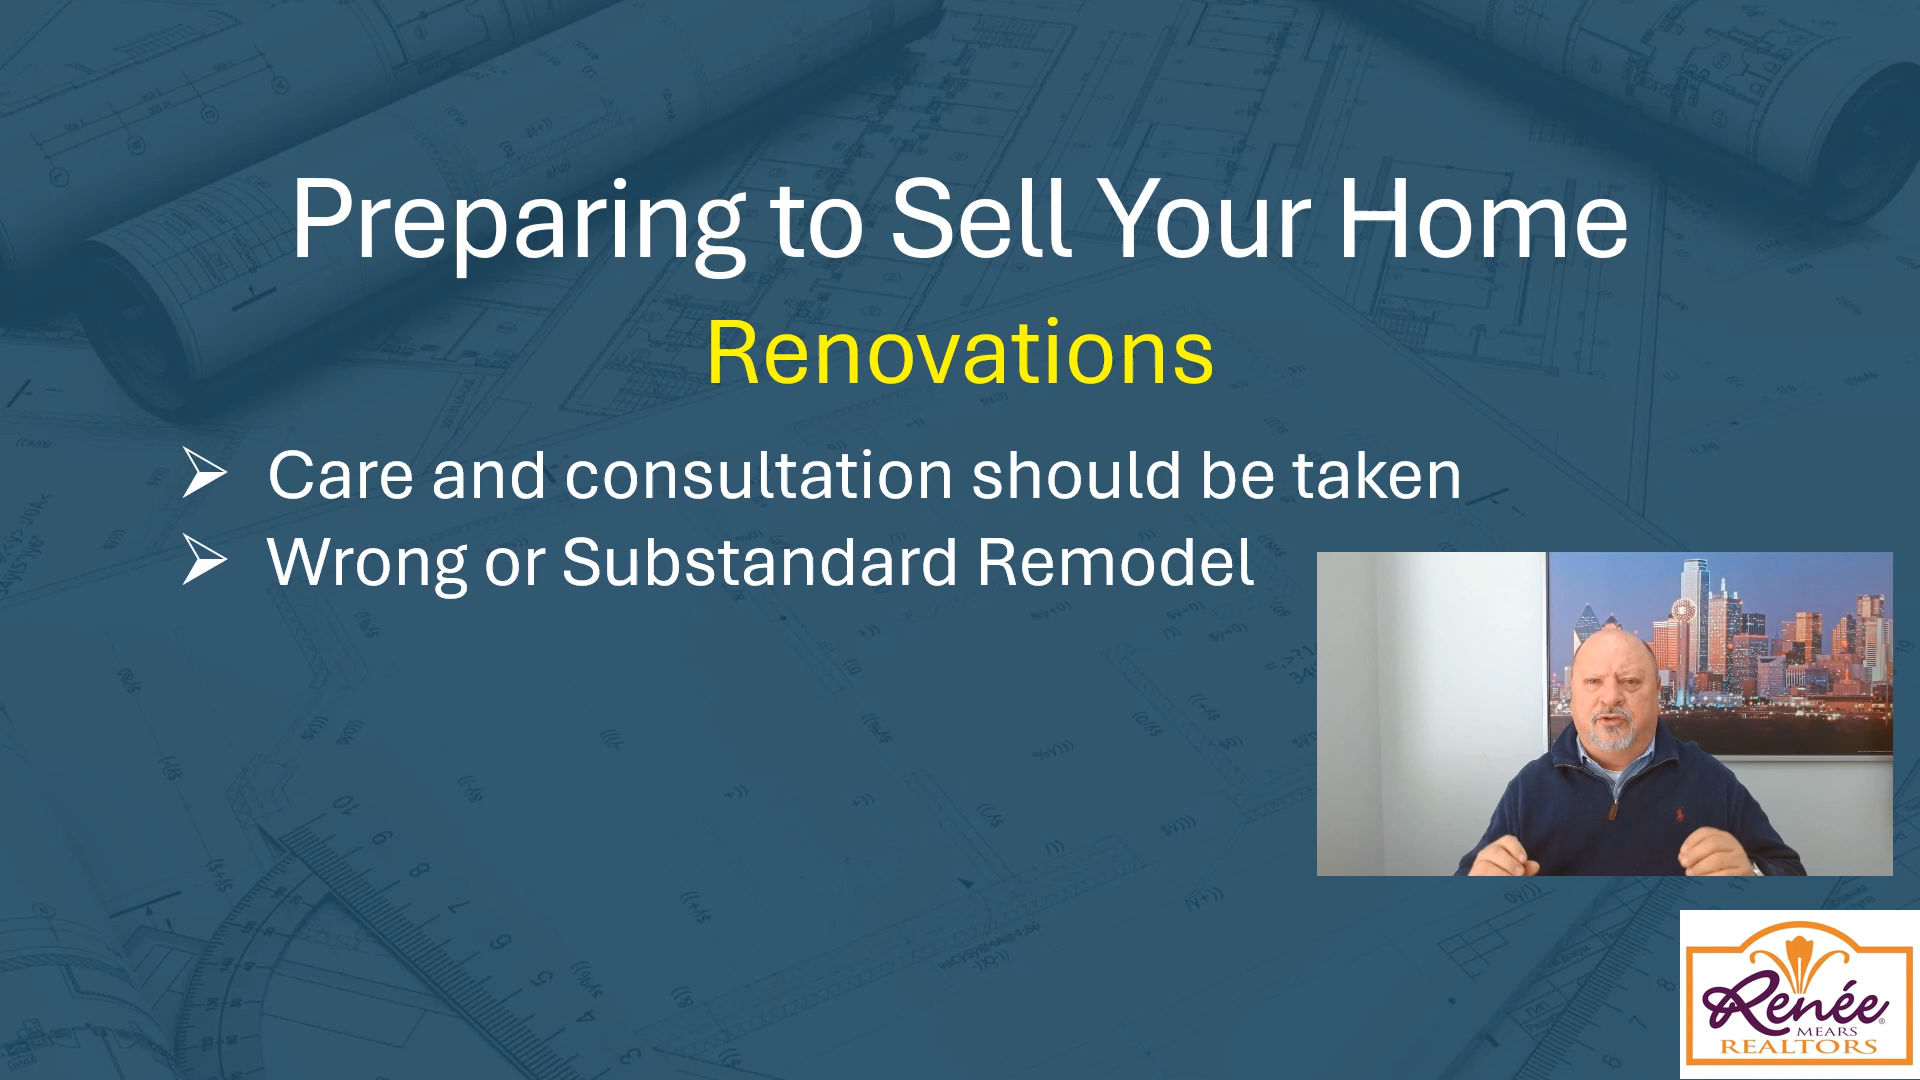 Preparing to Sell Your Home
Renovations
➢ Care and consultation should be taken
➢ Wrong or Substandard Remodel
Renée®
MEARS
REALTORS